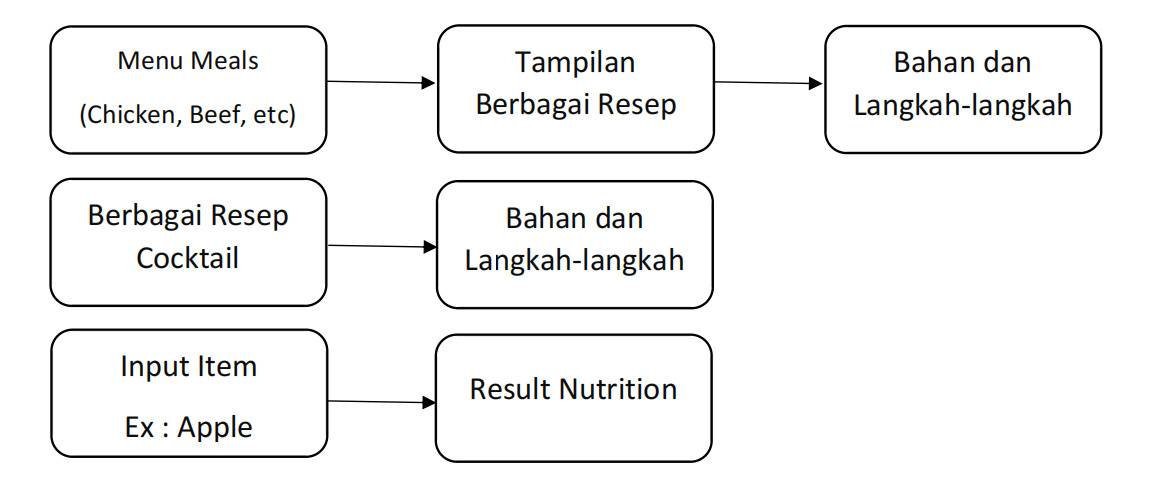 Menu Meals
(Chicken, Beef, etc)
Tampilan
Berbagai Resep
Bahan dan
Langkah-langkah
Berbagai Resep
Cocktail
Bahan dan
Langkah-langkah
Input Item
Ex : Apple
Result Nutrition